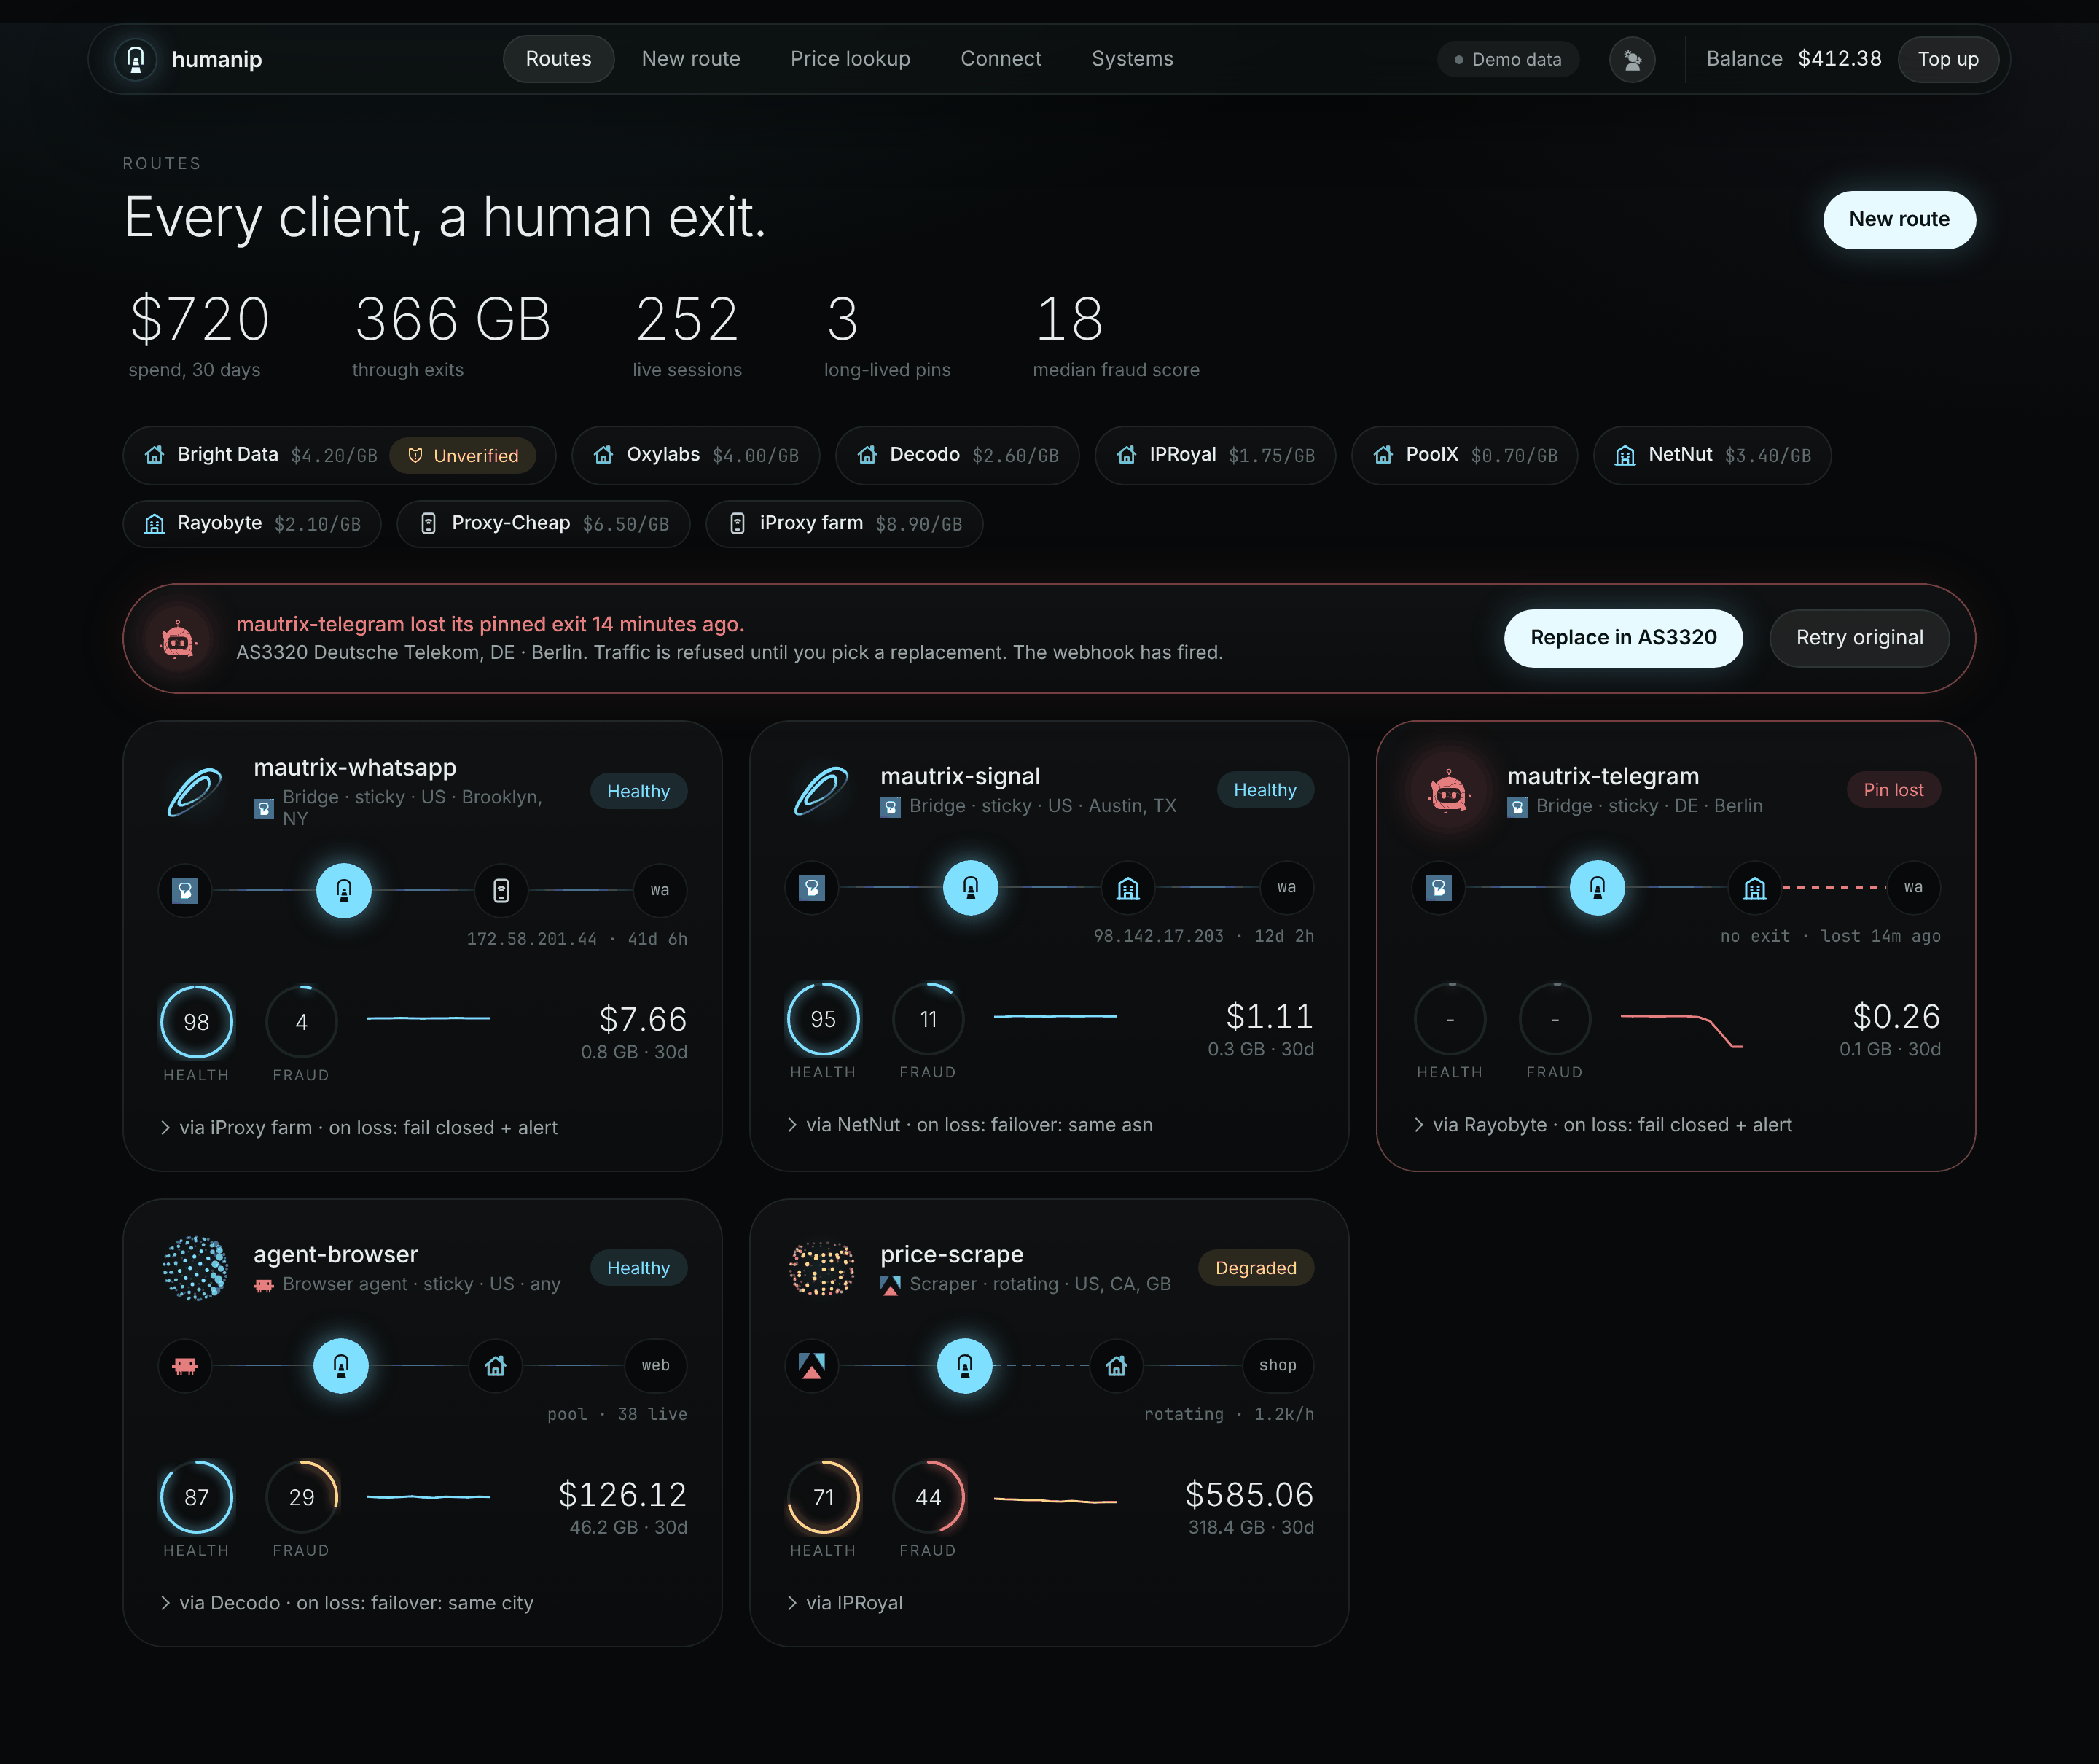 humanip
Routes
New route
Price lookup
Connect
Systems
Demo data
Balance $412.38
Top up
ROUTES
Every client, a human exit.
New route
$720
spend, 30 days
366 GB
through exits
252
live sessions
3
long-lived pins
18
median fraud score
Bright Data $4.20/GB Unverified
Oxylabs $4.00/GB
Decodo $2.60/GB
IPRoyal $1.75/GB
PoolX $0.70/GB
NetNut $3.40/GB
Rayobyte $2.10/GB
Proxy-Cheap $6.50/GB
iProxy farm $8.90/GB
mautrix-telegram lost its pinned exit 14 minutes ago.
AS3320 Deutsche Telekom, DE · Berlin. Traffic is refused until you pick a replacement. The webhook has fired.
Replace in AS3320
Retry original
mautrix-whatsapp
Bridge · sticky · US · Brooklyn,
NY
Healthy
wa
172.58.201.44 · 41d 6h
98
HEALTH
4
FRAUD
$7.66
0.8 GB · 30d
via iProxy farm · on loss: fail closed + alert
mautrix-signal
Bridge · sticky · US · Austin, TX
Healthy
wa
98.142.17.203 · 12d 2h
95
HEALTH
11
FRAUD
$1.11
0.3 GB · 30d
via NetNut · on loss: failover: same asn
mautrix-telegram
Bridge · sticky · DE · Berlin
Pin lost
wa
no exit · lost 14m ago
-
HEALTH
-
FRAUD
$0.26
0.1 GB · 30d
via Rayobyte · on loss: fail closed + alert
agent-browser
Browser agent · sticky · US · any
Healthy
web
pool · 38 live
87
HEALTH
29
FRAUD
$126.12
46.2 GB · 30d
via Decodo · on loss: failover: same city
price-scrape
Scraper · rotating · US, CA, GB
Degraded
shop
rotating · 1.2k/h
71
HEALTH
44
FRAUD
$585.06
318.4 GB · 30d
via IPRoyal